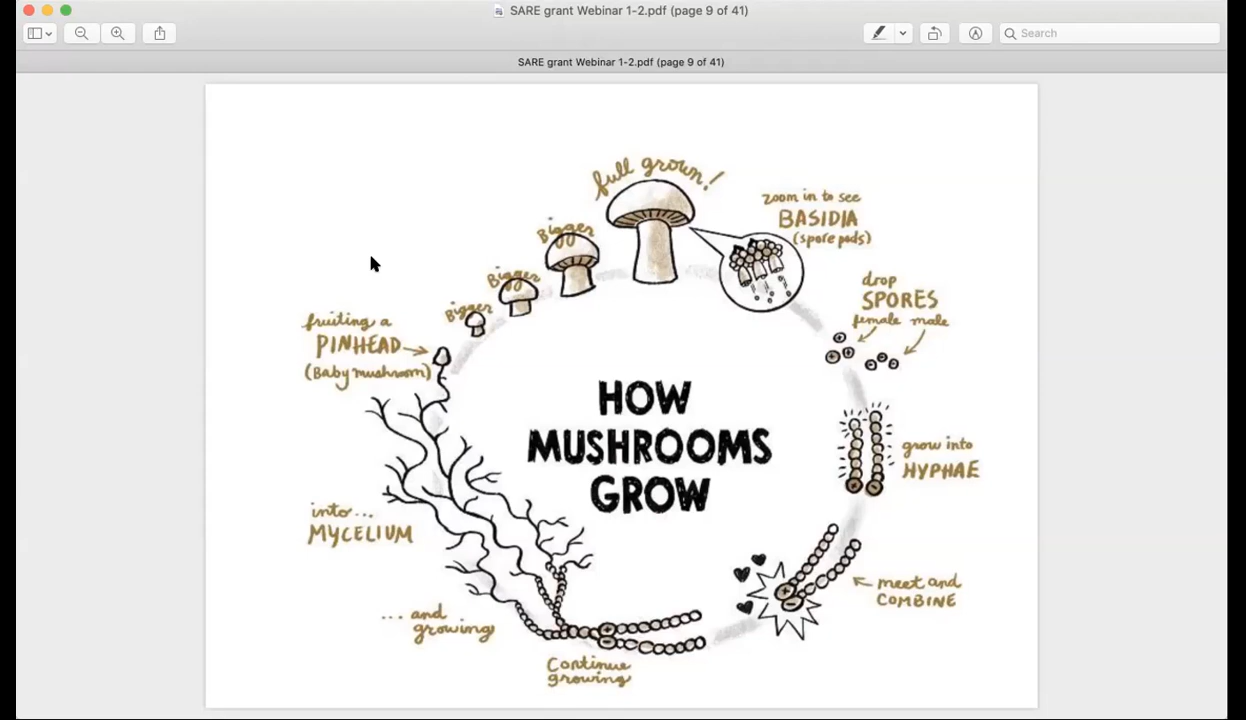 SARE grant Webinar 1-2.pdf (page 9 of 41)
Search
SARE grant Webinar 1-2.pdf (page 9 of 41)
full grown!
zoom in to see
BASIDIA
(spore pods)
drop
SPORES
female male
grow into
HYPHAE
meet and
COMBINE
Continue
growing
... and
growing
into...
MYCELIUM
fruiting a
PINHEAD
(Baby mushroom)
Bigger
Bigger
Bigger
HOW
MUSHROOMS
GROW